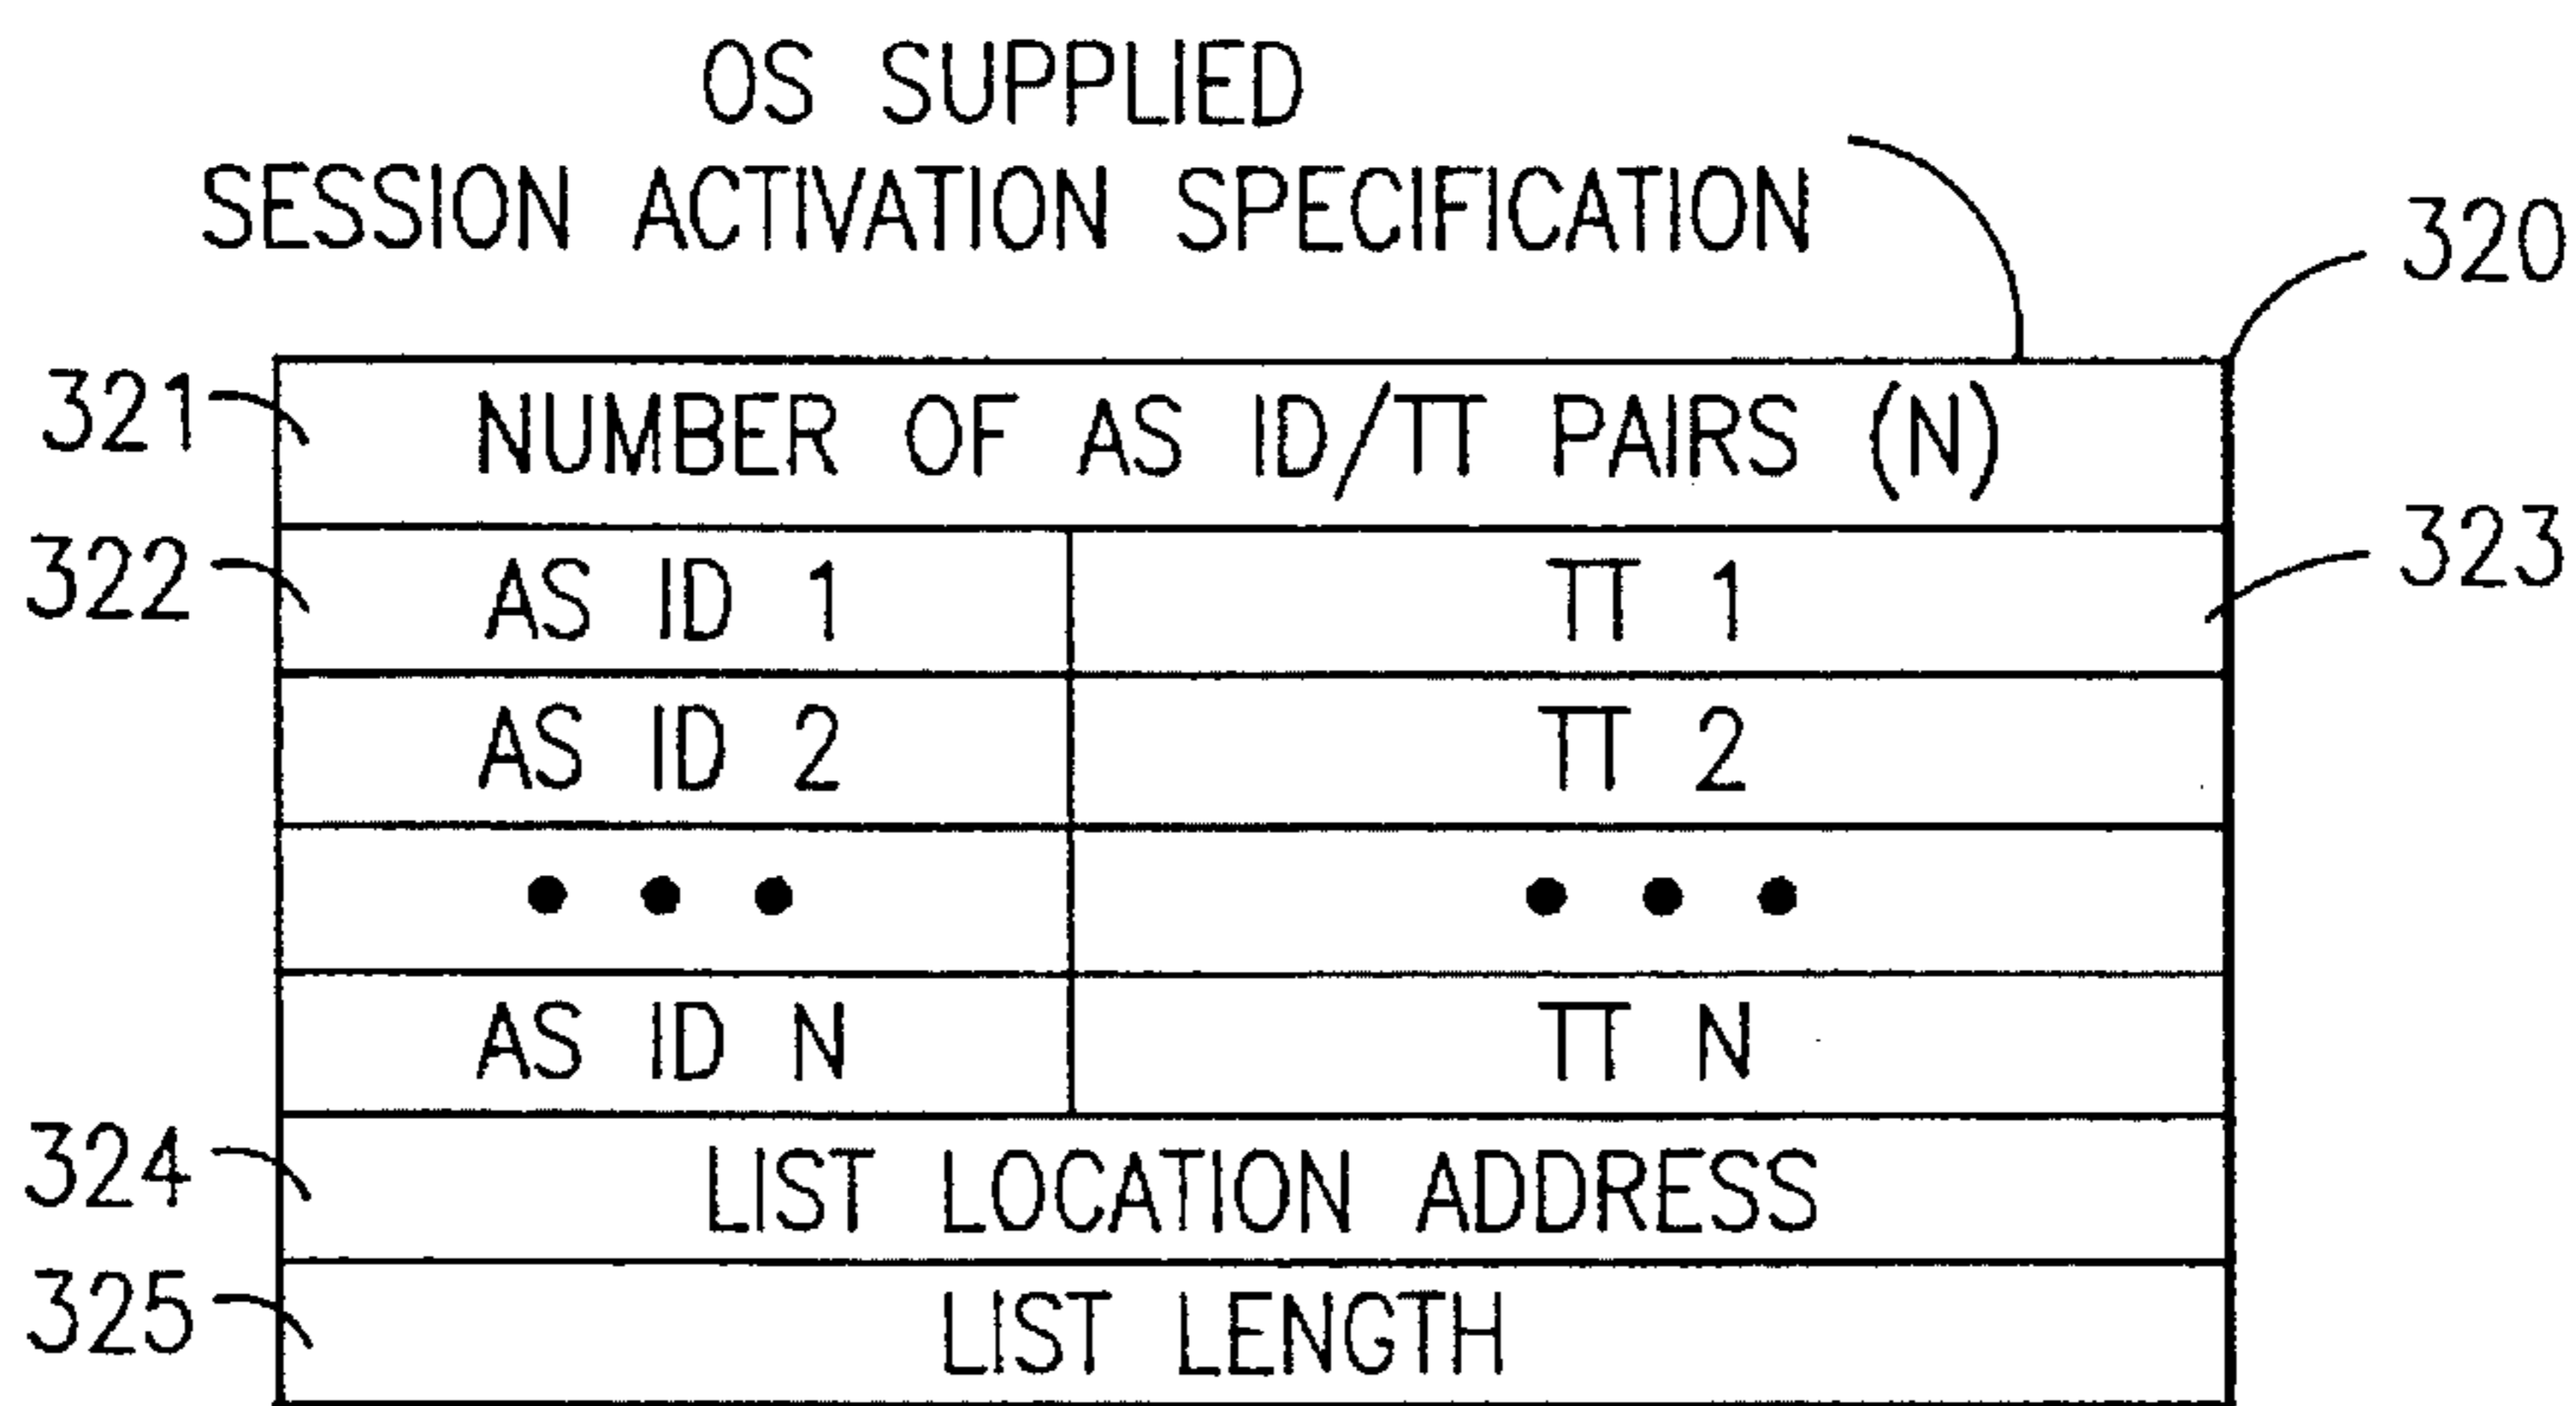 OS SUPPLIED
SESSION ACTIVATION SPECIFICATION
320
321 NUMBER OF AS ID/TT PAIRS (N)
322 AS ID 1 TT 1 323
AS ID 2 TT 2
• • • • • •
AS ID N TT N
324 LIST LOCATION ADDRESS
325 LIST LENGTH